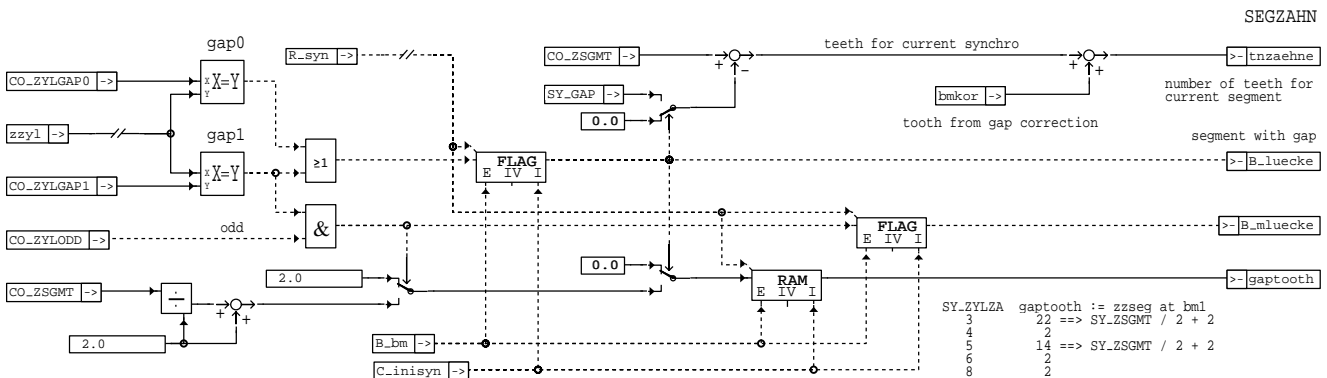 SEGZAHN
gap0
R_syn ->
CO_ZSGMT ->
+
−
teeth for current synchro
+
+
>- tnzaehne
CO_ZYLGAP0 ->
X
Y
X=Y
SY_GAP ->
bmkor ->
number of teeth for
current segment
0.0
tooth from gap correction
zzyl ->
gap1
segment with gap
X
Y
X=Y
≥1
FLAG
E IV I
>- B_luecke
CO_ZYLGAP1 ->
odd
&
FLAG
E IV I
>- B_mluecke
CO_ZYLODD ->
2.0
0.0
RAM
E IV I
>- gaptooth
CO_ZSGMT ->
÷
+
+
2.0
B_bm ->
C_inisyn ->
SY_ZYLZA gaptooth := zzseg at bm1
3 22 ==> SY_ZSGMT / 2 + 2
4 2
5 14 ==> SY_ZSGMT / 2 + 2
6 2
8 2